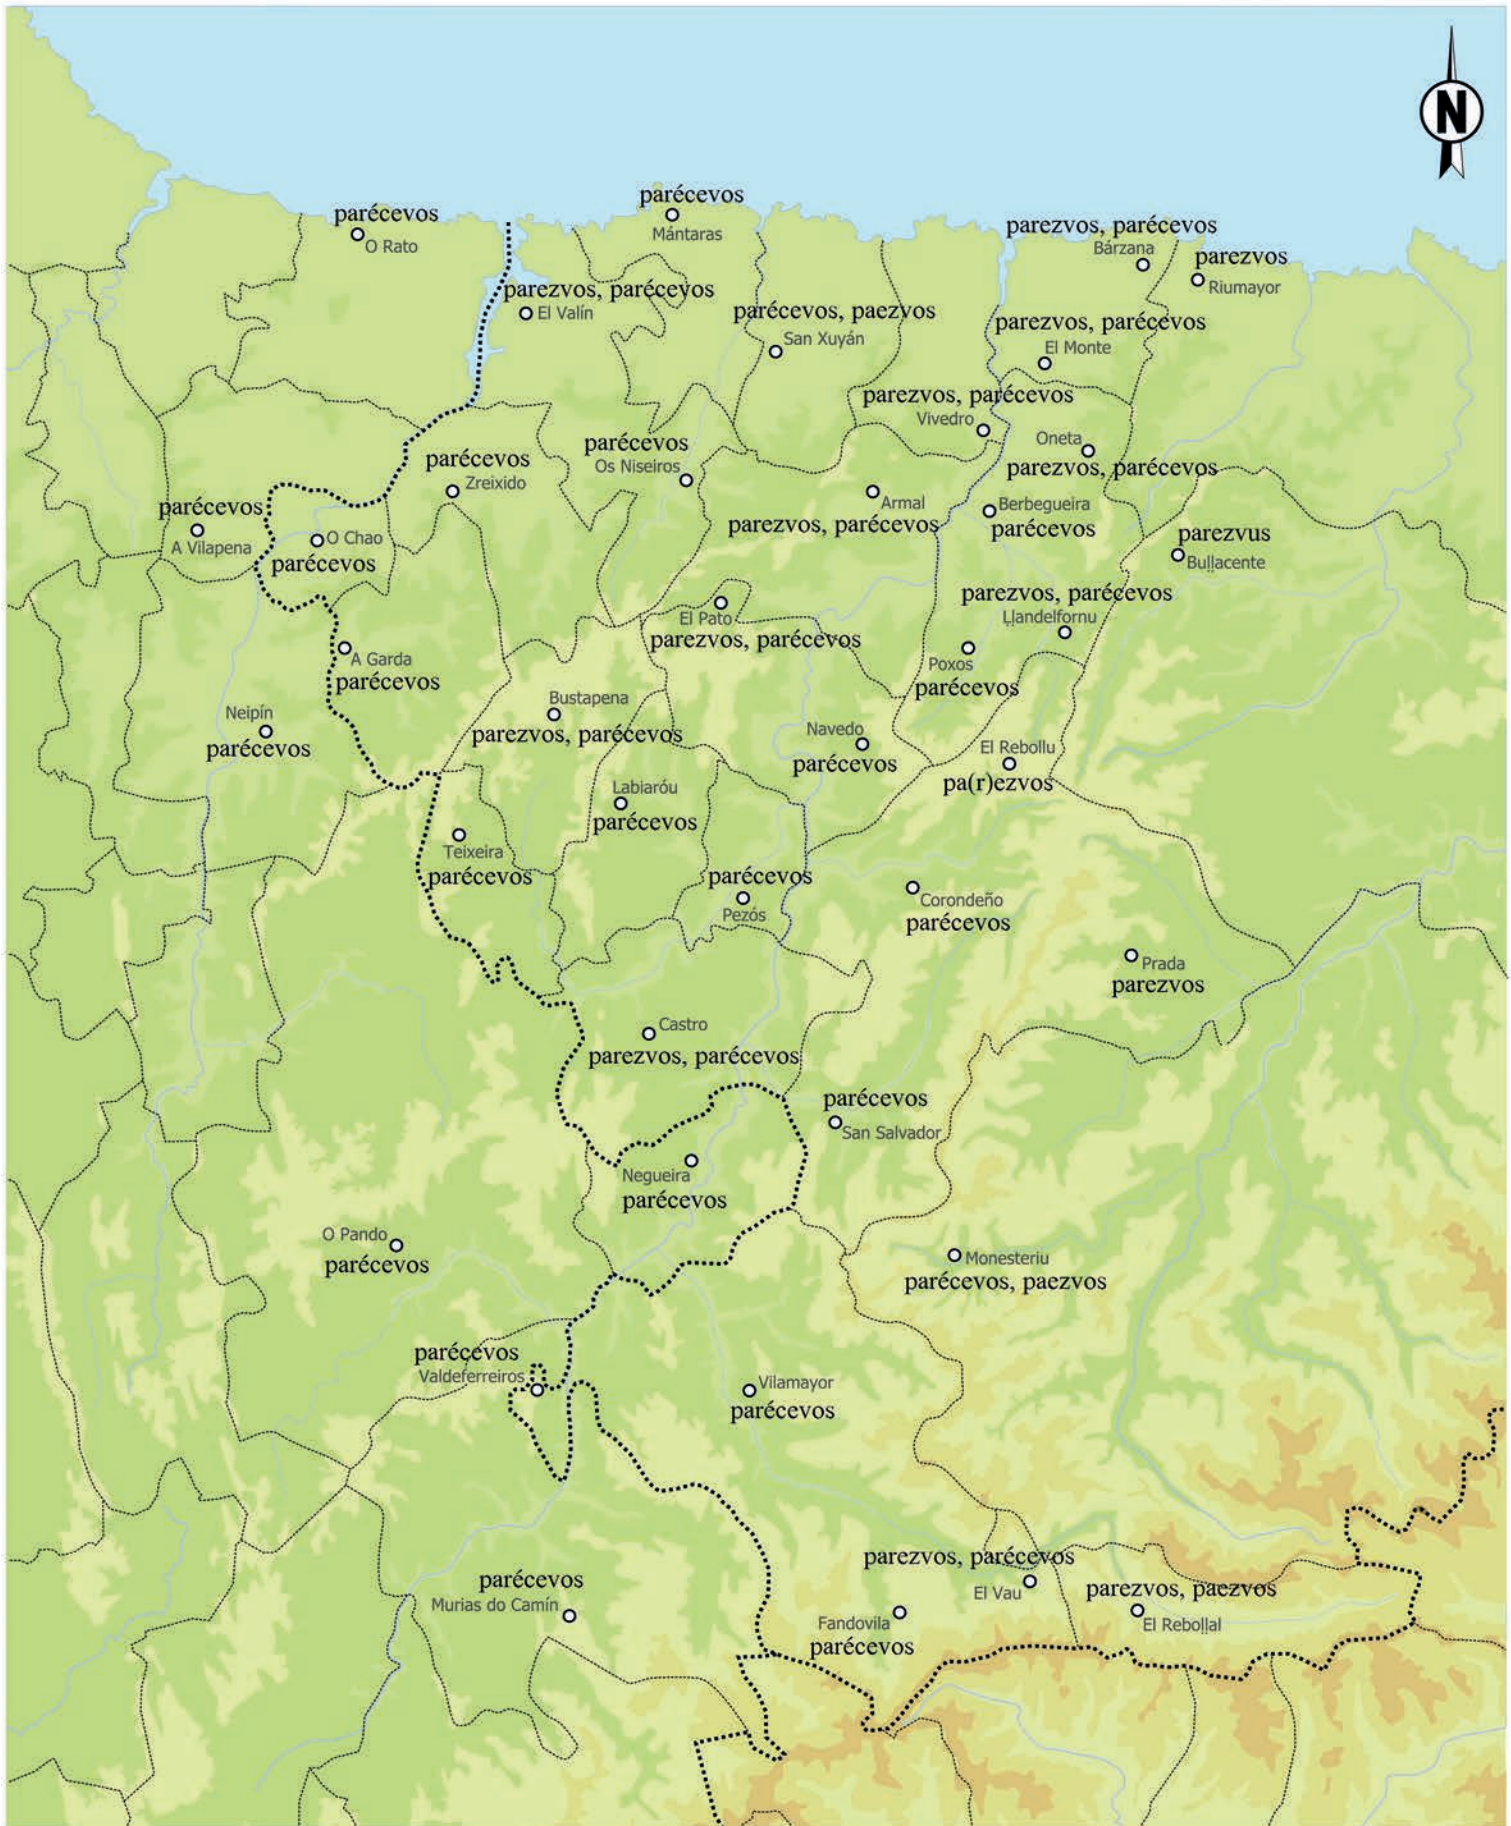 N
parécevos
O Rato
parécevos
Mántaras
parezvos, parécevos
Bárzana
parezvos
Riumayor
parezvos, parécevos
El Valín
parécevos, paezvos
San Xuyán
parezvos, parécevos
El Monte
parezvos, parécevos
Vivedro
Oneta
parezvos, parécevos
parécevos
Os Niseiros
parécevos
Zreixido
Armal
parezvos, parécevos
Berbegueira
parécevos
parécevos
A Vilapena
O Chao
parécevos
parezvus
Buḷḷacente
parezvos, parécevos
Ḷḷandelfornu
El Pato
parezvos, parécevos
A Garda
parécevos
Poxos
parécevos
Bustapena
parezvos, parécevos
Neipín
parécevos
Navedo
parécevos
El Rebollu
pa(r)ezvos
Labiaróu
parécevos
Teixeira
parécevos
parécevos
Pezós
Corondeño
parécevos
Prada
parezvos
Castro
parezvos, parécevos
parécevos
San Salvador
Negueira
parécevos
O Pando
parécevos
Monesteriu
parécevos, paezvos
parécevos
Valdeferreiros
Vilamayor
parécevos
parezvos, parécevos
El Vau
parezvos, paezvos
El Reboḷḷal
parécevos
Murias do Camín
Fandovila
parécevos